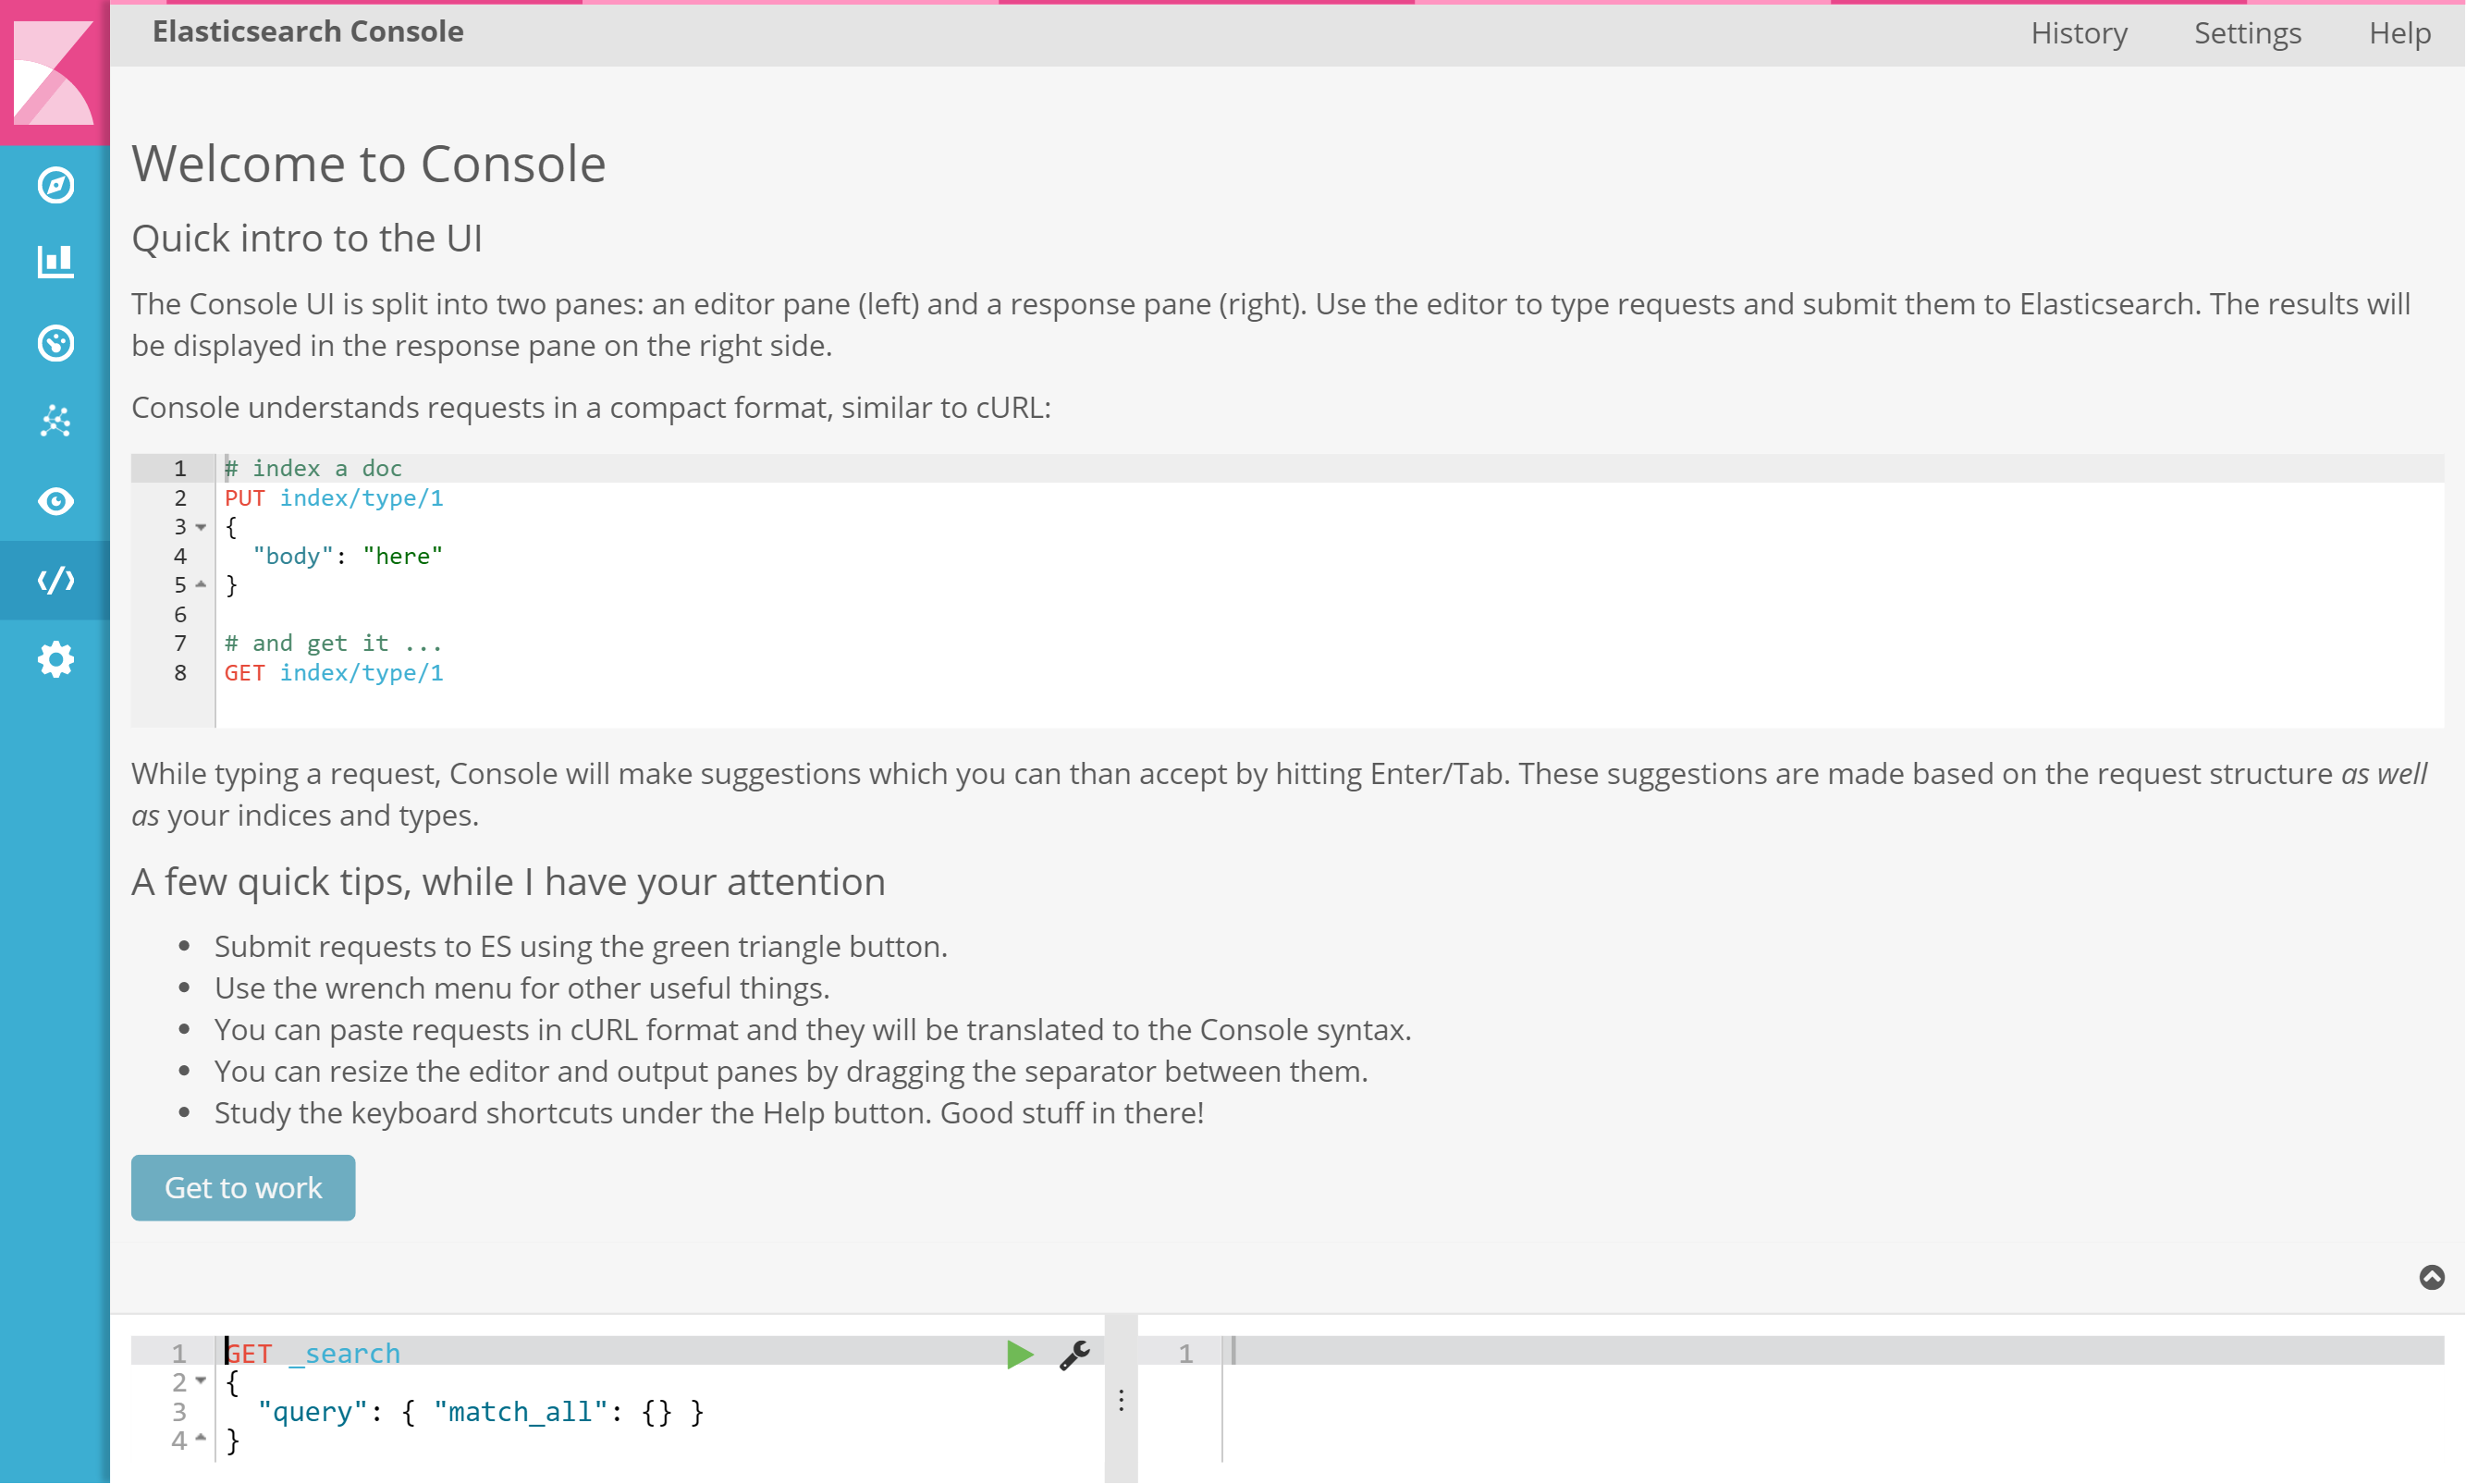 Elasticsearch Console
History Settings Help
Welcome to Console
Quick intro to the UI
The Console UI is split into two panes: an editor pane (left) and a response pane (right). Use the editor to type requests and submit them to Elasticsearch. The results will
be displayed in the response pane on the right side.
Console understands requests in a compact format, similar to cURL:
1 # index a doc
2 PUT index/type/1
3 {
4 "body": "here"
5 }
6
7 # and get it ...
8 GET index/type/1
While typing a request, Console will make suggestions which you can than accept by hitting Enter/Tab. These suggestions are made based on the request structure as well
as your indices and types.
A few quick tips, while I have your attention
• Submit requests to ES using the green triangle button.
• Use the wrench menu for other useful things.
• You can paste requests in cURL format and they will be translated to the Console syntax.
• You can resize the editor and output panes by dragging the separator between them.
• Study the keyboard shortcuts under the Help button. Good stuff in there!
Get to work
1 GET _search
2 {
3 "query": { "match_all": {} }
4 }
1